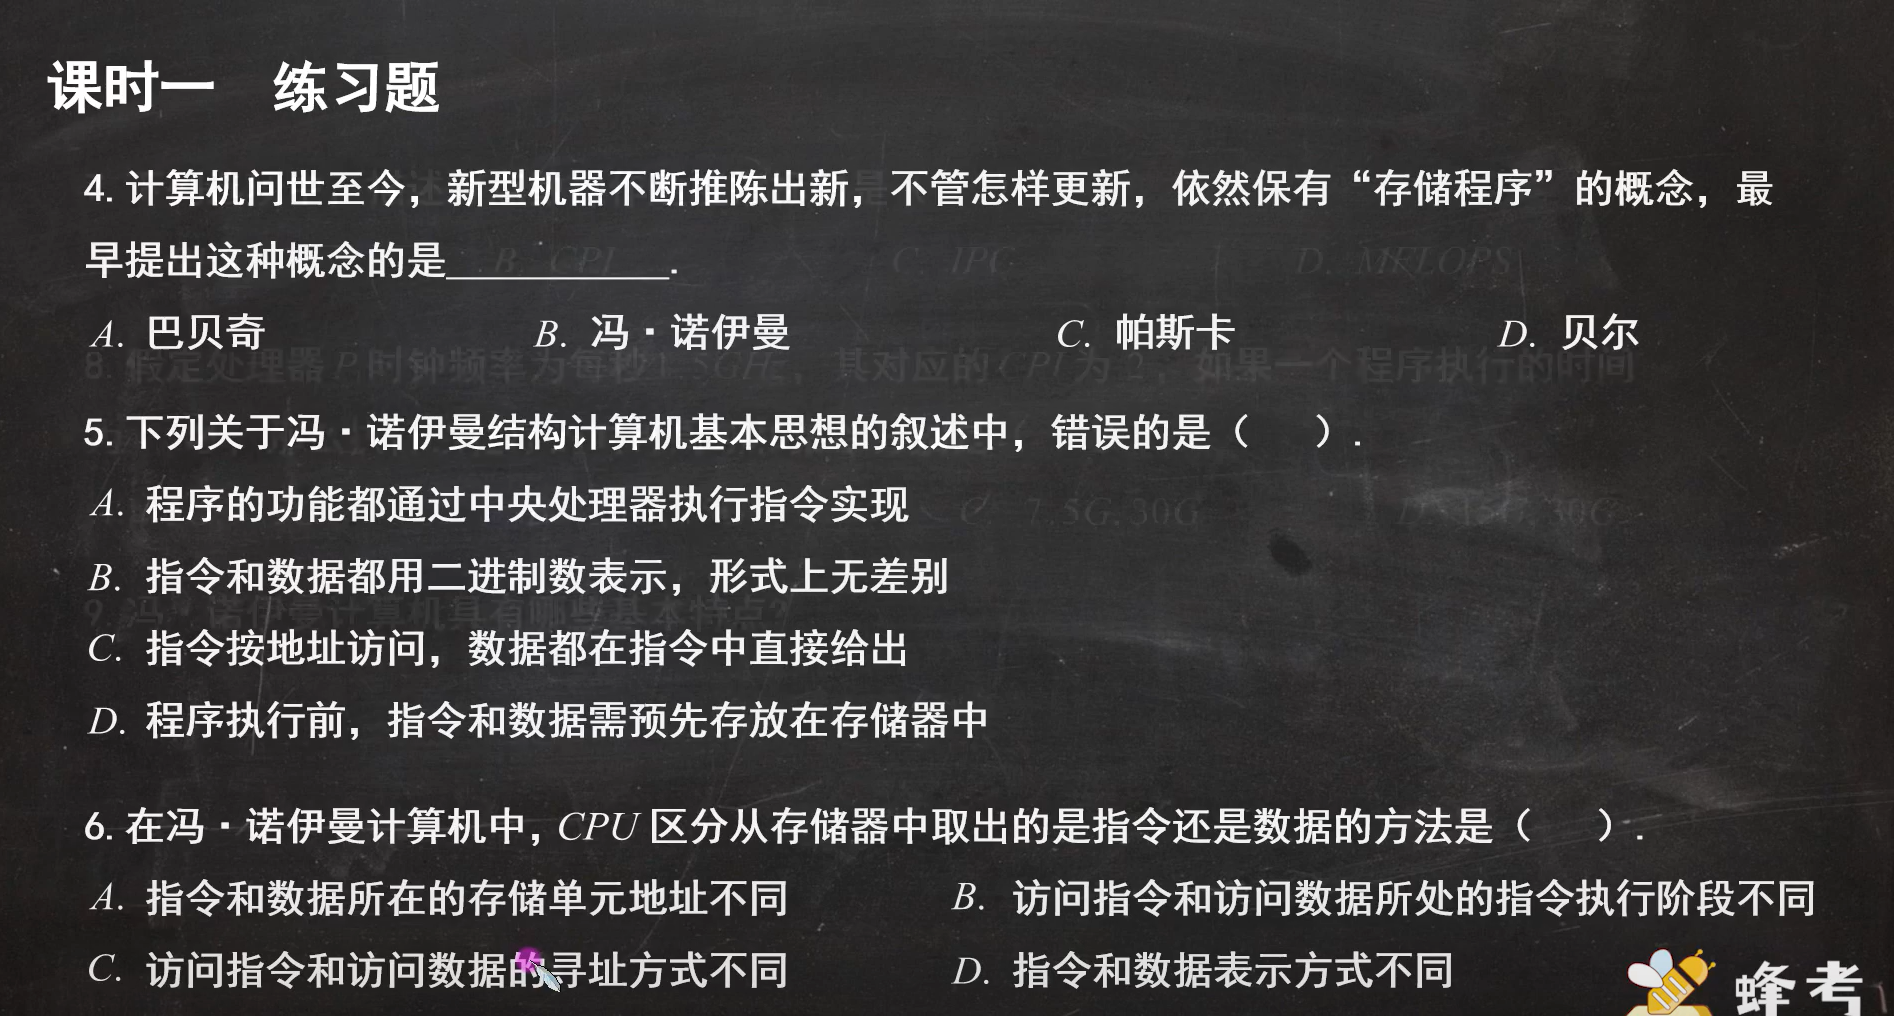 课时一 练习题
4. 计算机问世至今，新型机器不断推陈出新，不管怎样更新，依然保有“存储程序”的概念，最
早提出这种概念的是___________.
A. 巴贝奇 B. 冯·诺伊曼 C. 帕斯卡 D. 贝尔
5. 下列关于冯·诺伊曼结构计算机基本思想的叙述中，错误的是（ ）.
A. 程序的功能都通过中央处理器执行指令实现
B. 指令和数据都用二进制数表示，形式上无差别
C. 指令按地址访问，数据都在指令中直接给出
D. 程序执行前，指令和数据需预先存放在存储器中
6. 在冯·诺伊曼计算机中，CPU 区分从存储器中取出的是指令还是数据的方法是（ ）.
A. 指令和数据所在的存储单元地址不同 B. 访问指令和访问数据所处的指令执行阶段不同
C. 访问指令和访问数据的寻址方式不同 D. 指令和数据表示方式不同
蜂考